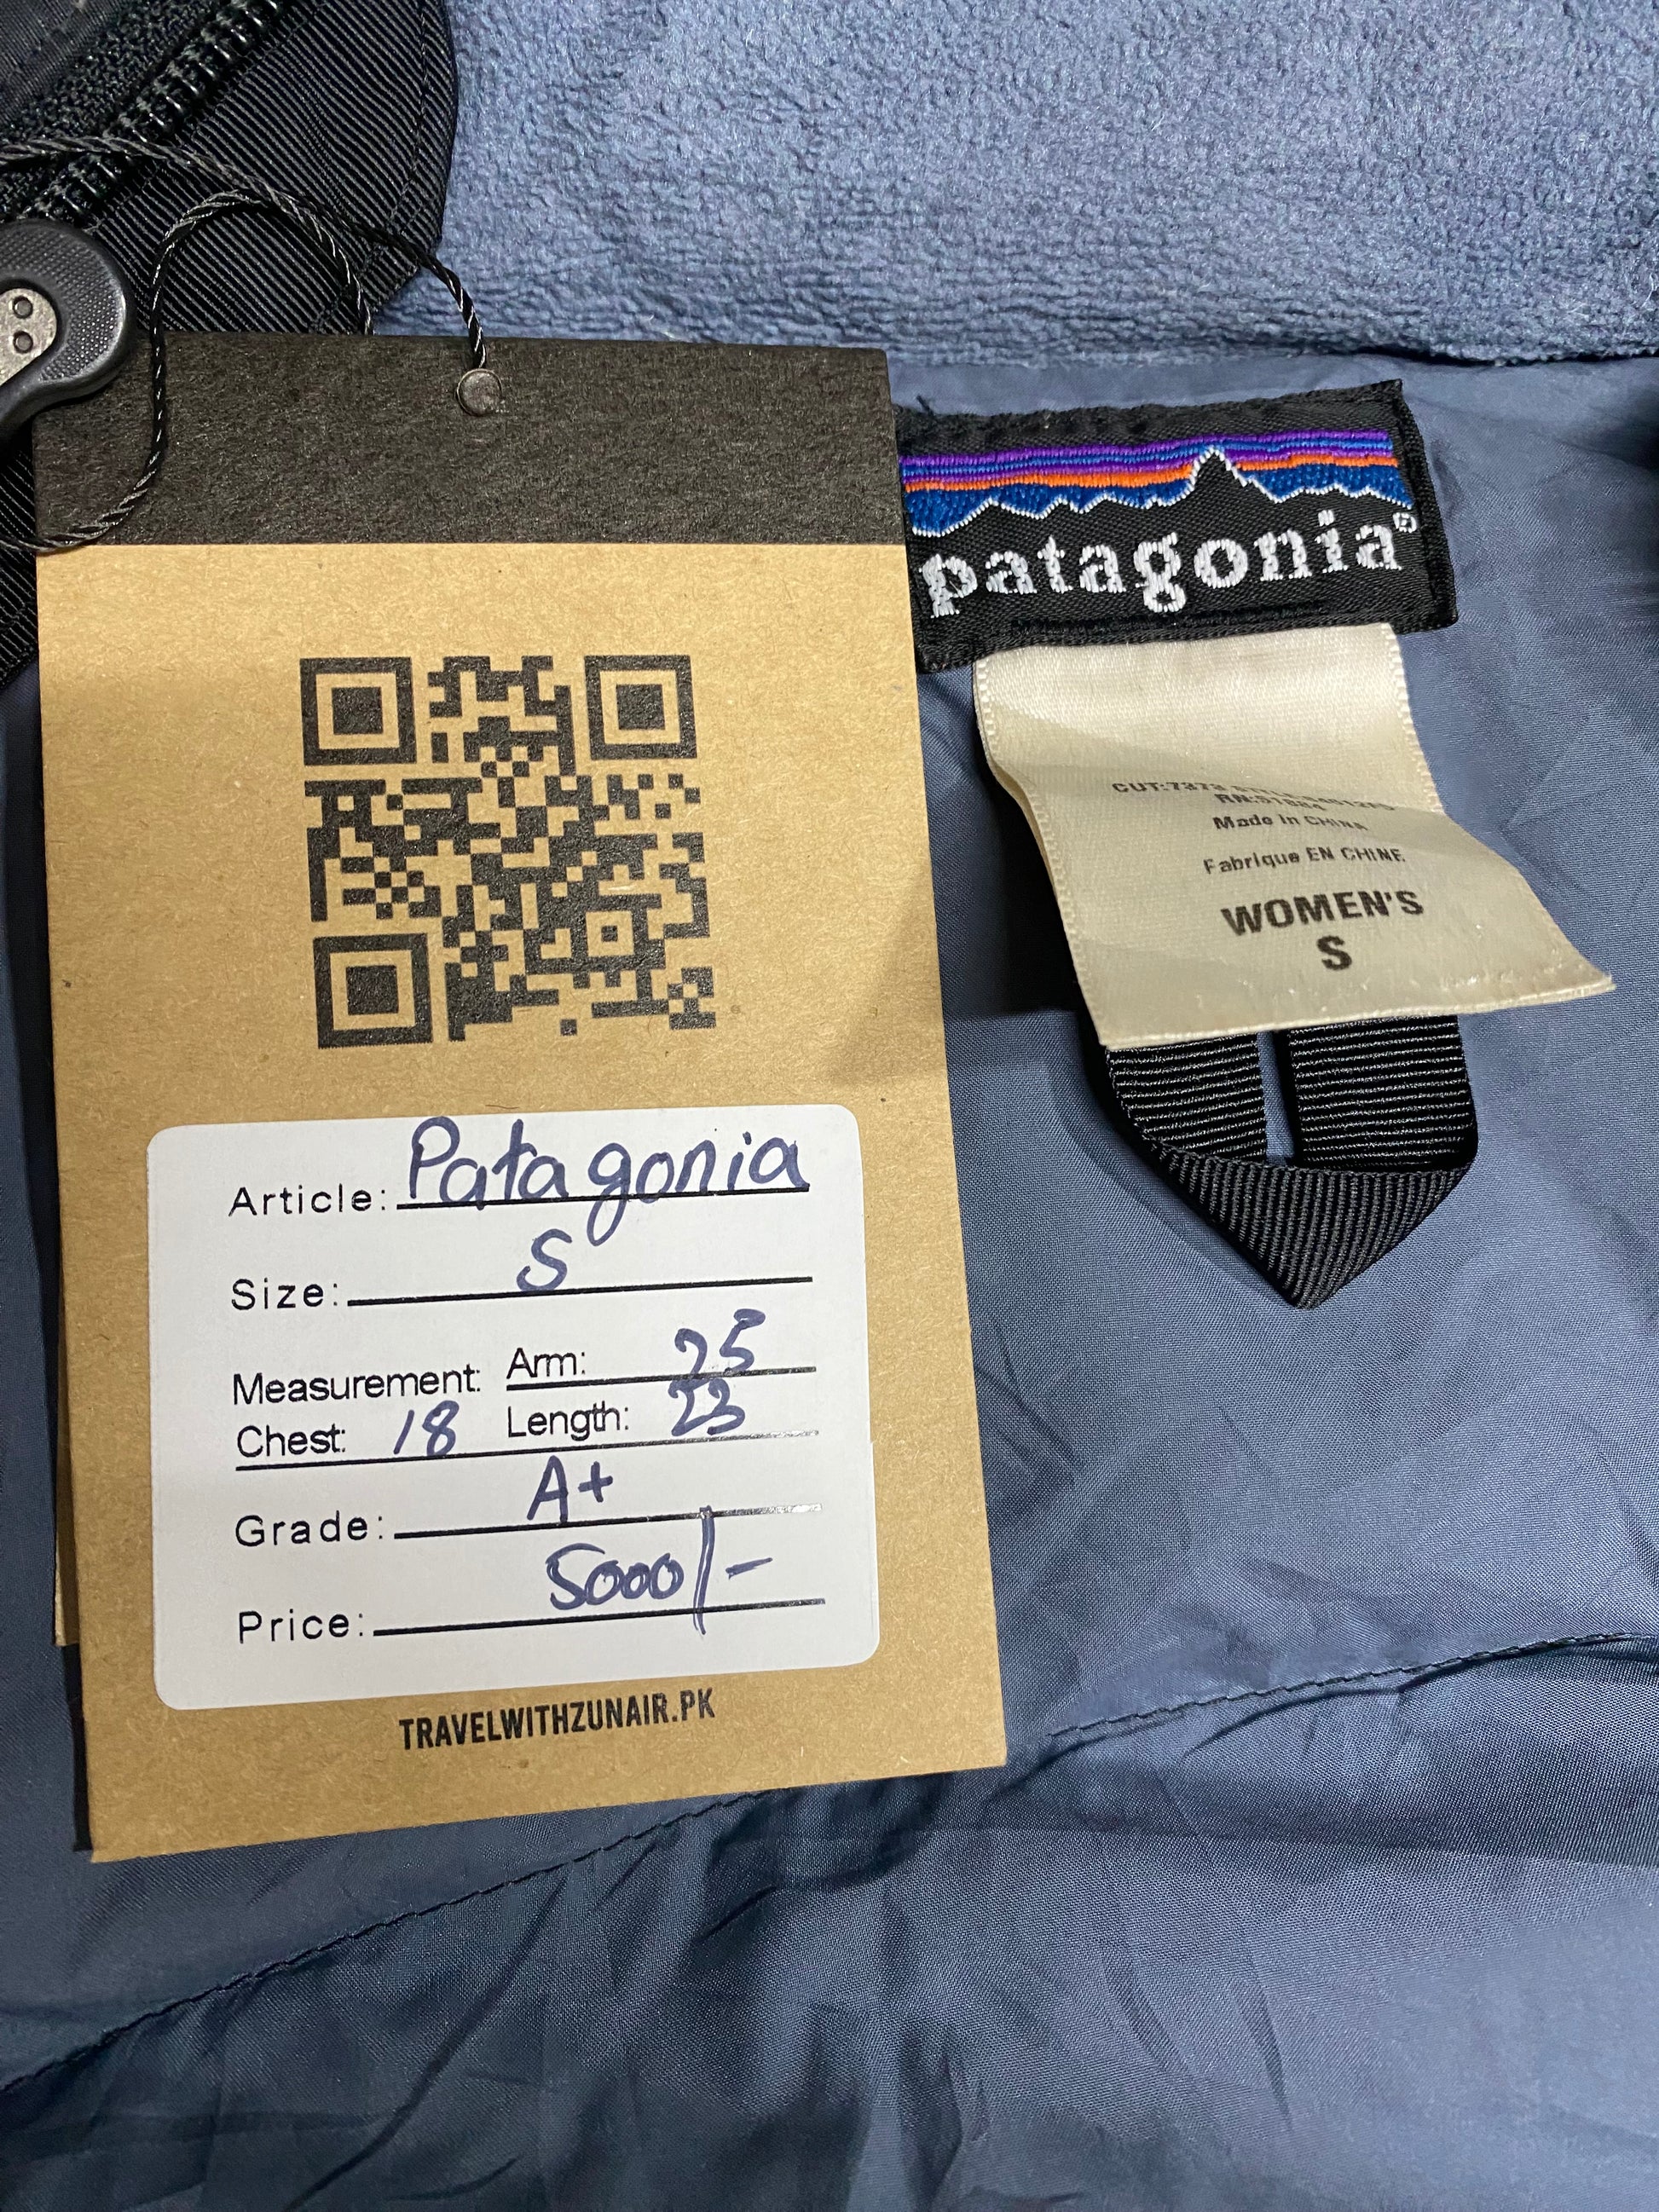 patagonia®
Made in CHINA
Fabrique EN CHINE
WOMEN'S
S
Article: Patagonia
Size: S
Measurement: Arm: 25
Chest: 18 Length: 23
Grade: A+
Price: 5000/-
TRAVELWITHZUNAIR.PK